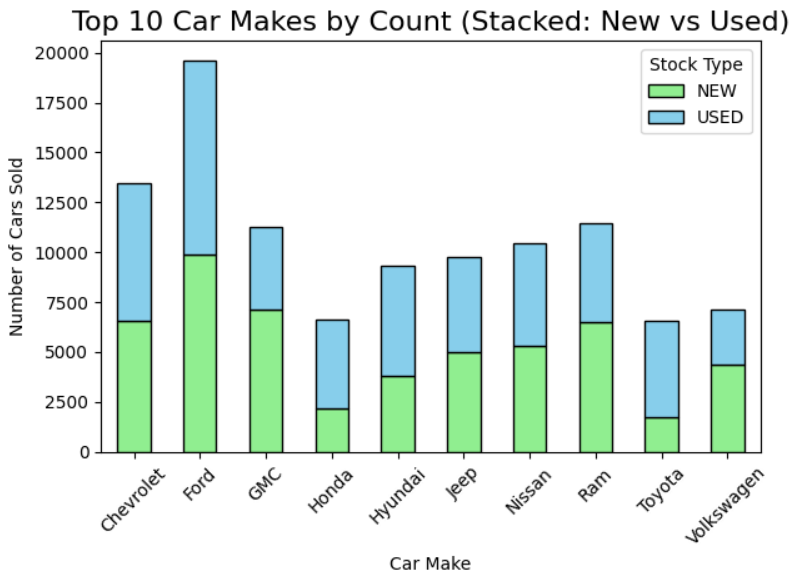 Top 10 Car Makes by Count (Stacked: New vs Used)
Stock Type
NEW
USED
Number of Cars Sold
20000
17500
15000
12500
10000
7500
5000
2500
0
Chevrolet
Ford
GMC
Honda
Hyundai
Jeep
Nissan
Ram
Toyota
Volkswagen
Car Make